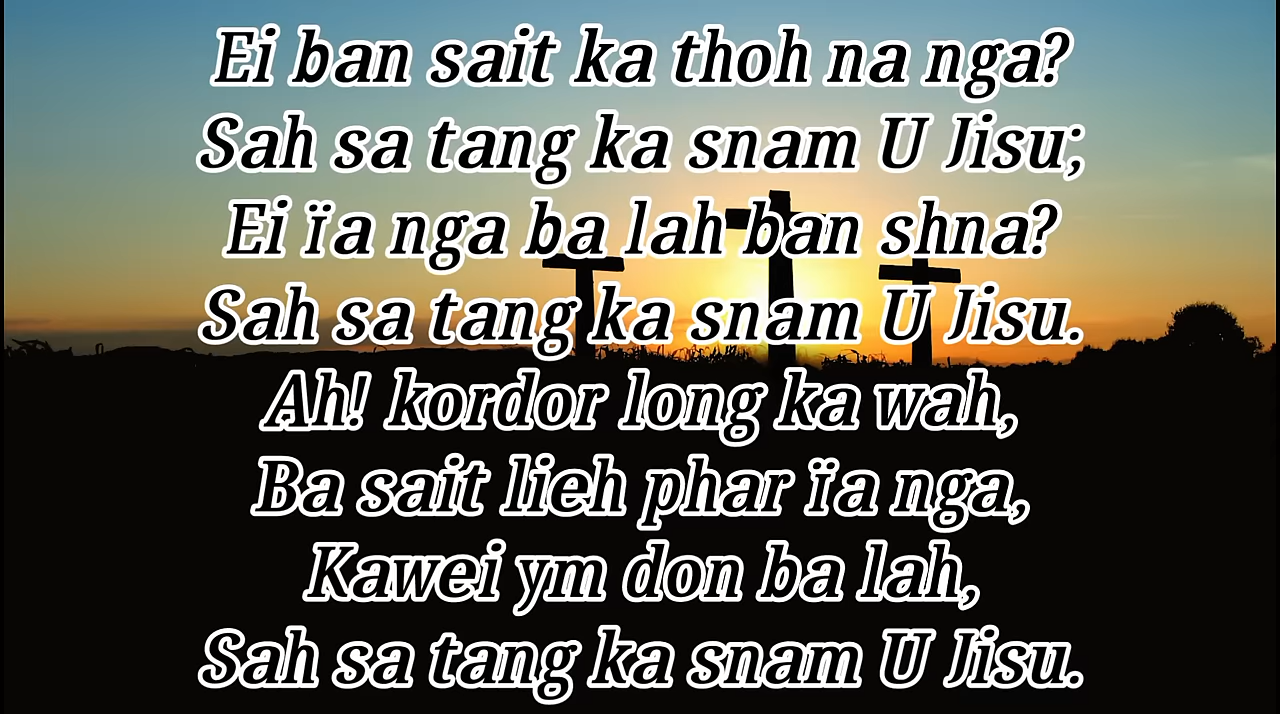 Ei ban sait ka thoh na nga?
Sah sa tang ka snam U Jisu;
Ei ïa nga ba lah ban shna?
Sah sa tang ka snam U Jisu.
Ah! kordor long ka wah,
Ba sait lieh phar ïa nga,
Kawei ym don ba lah,
Sah sa tang ka snam U Jisu.